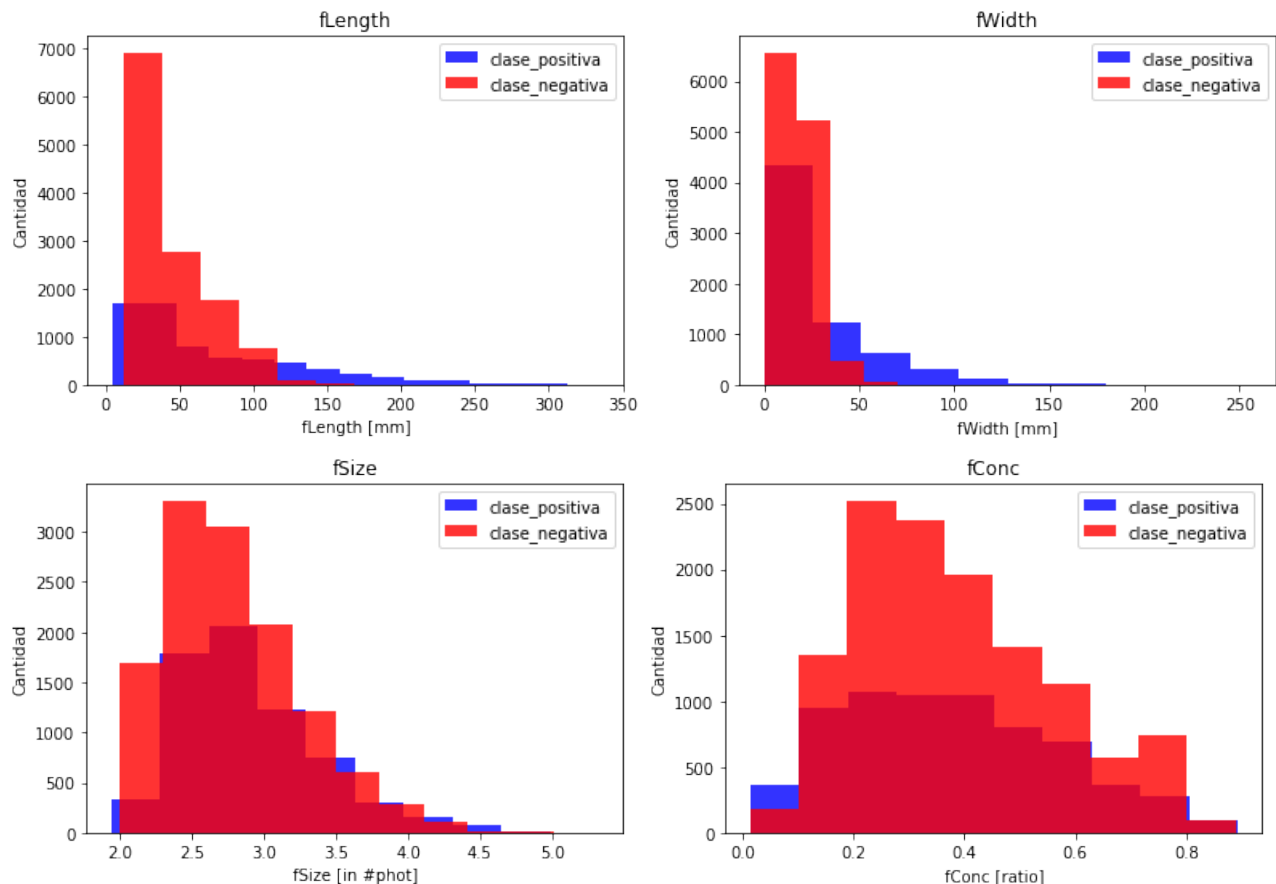 fLength
clase_positiva
clase_negativa
Cantidad
7000
6000
5000
4000
3000
2000
1000
0
0 50 100 150 200 250 300 350
fLength [mm]
fWidth
clase_positiva
clase_negativa
Cantidad
6000
5000
4000
3000
2000
1000
0
0 50 100 150 200 250
fWidth [mm]
fSize
clase_positiva
clase_negativa
Cantidad
3000
2500
2000
1500
1000
500
0
2.0 2.5 3.0 3.5 4.0 4.5 5.0
fSize [in #phot]
fConc
clase_positiva
clase_negativa
Cantidad
2500
2000
1500
1000
500
0
0.0 0.2 0.4 0.6 0.8
fConc [ratio]